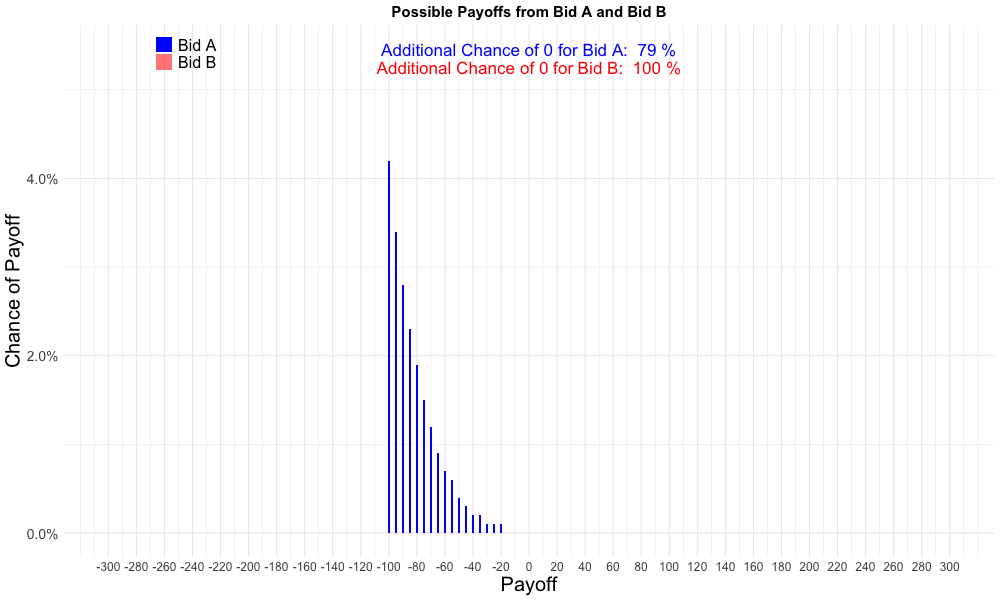 Possible Payoffs from Bid A and Bid B
Bid A
Bid B
Additional Chance of 0 for Bid A:  79 %
Additional Chance of 0 for Bid B:  100 %
Chance of Payoff
4.0%
2.0%
0.0%
-300 -280 -260 -240 -220 -200 -180 -160 -140 -120 -100 -80 -60 -40 -20 0 20 40 60 80 100 120 140 160 180 200 220 240 260 280 300
Payoff